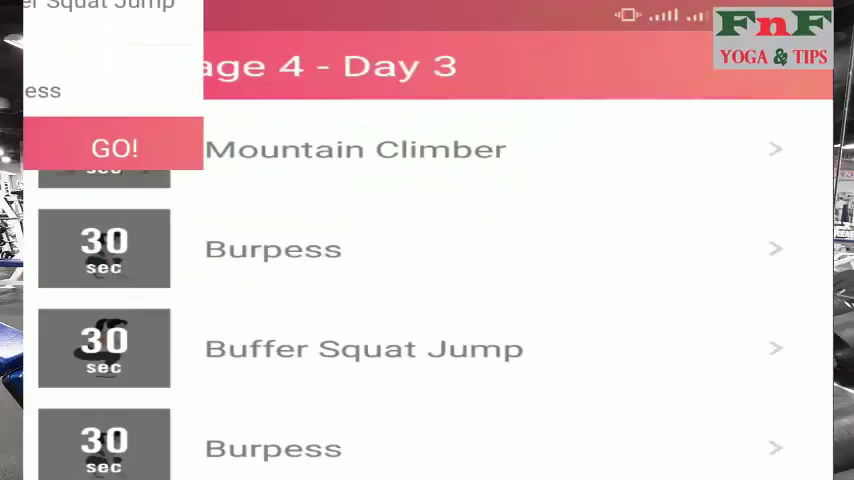 er Squat Jump
ess
GO!
age 4 - Day 3
FnF
YOGA & TIPS
Mountain Climber
sec
30
sec
Burpess
30
sec
Buffer Squat Jump
30
sec
Burpess